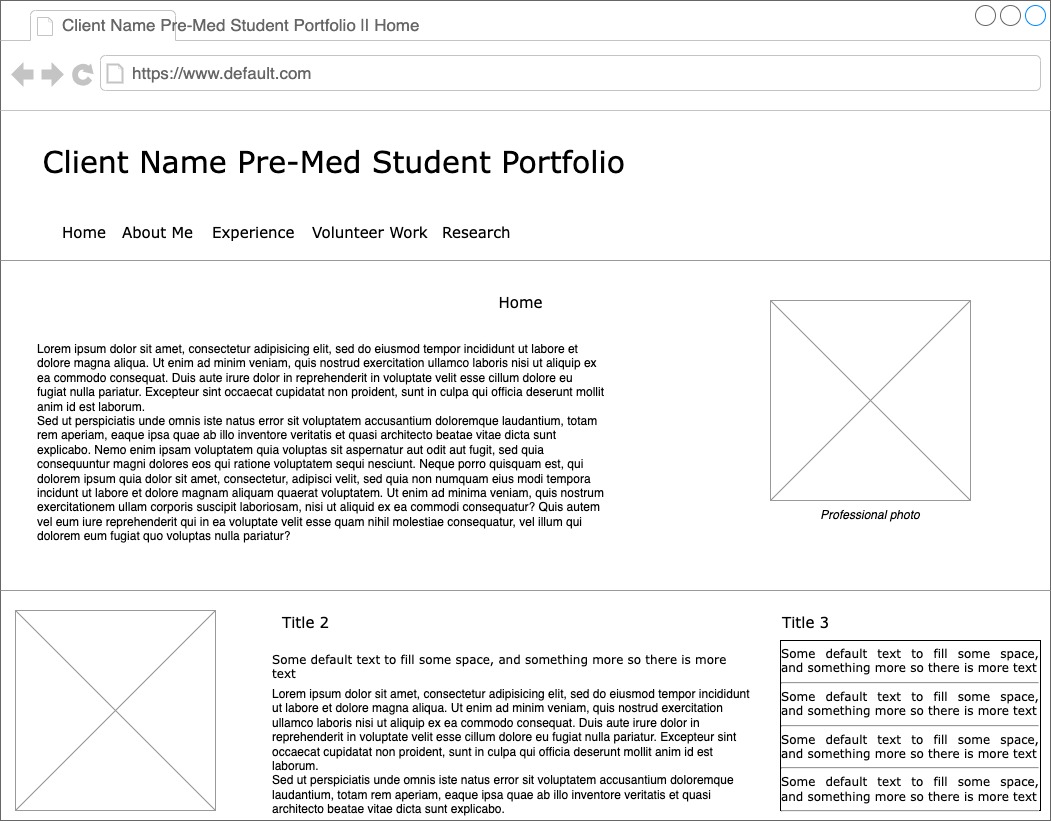 Client Name Pre-Med Student Portfolio || Home
https://www.default.com
Client Name Pre-Med Student Portfolio
Home About Me Experience Volunteer Work Research
Home
Lorem ipsum dolor sit amet, consectetur adipisicing elit, sed do eiusmod tempor incididunt ut labore et
dolore magna aliqua. Ut enim ad minim veniam, quis nostrud exercitation ullamco laboris nisi ut aliquip ex
ea commodo consequat. Duis aute irure dolor in reprehenderit in voluptate velit esse cillum dolore eu
fugiat nulla pariatur. Excepteur sint occaecat cupidatat non proident, sunt in culpa qui officia deserunt mollit
anim id est laborum.
Sed ut perspiciatis unde omnis iste natus error sit voluptatem accusantium doloremque laudantium, totam
rem aperiam, eaque ipsa quae ab illo inventore veritatis et quasi architecto beatae vitae dicta sunt
explicabo. Nemo enim ipsam voluptatem quia voluptas sit aspernatur aut odit aut fugit, sed quia
consequuntur magni dolores eos qui ratione voluptatem sequi nesciunt. Neque porro quisquam est, qui
dolorem ipsum quia dolor sit amet, consectetur, adipisci velit, sed quia non numquam eius modi tempora
incidunt ut labore et dolore magnam aliquam quaerat voluptatem. Ut enim ad minima veniam, quis nostrum
exercitationem ullam corporis suscipit laboriosam, nisi ut aliquid ex ea commodi consequatur? Quis autem
vel eum iure reprehenderit qui in ea voluptate velit esse quam nihil molestiae consequatur, vel illum qui
dolorem eum fugiat quo voluptas nulla pariatur?
Professional photo
Title 2
Some default text to fill some space, and something more so there is more
text
Lorem ipsum dolor sit amet, consectetur adipisicing elit, sed do eiusmod tempor incididunt
ut labore et dolore magna aliqua. Ut enim ad minim veniam, quis nostrud exercitation
ullamco laboris nisi ut aliquip ex ea commodo consequat. Duis aute irure dolor in
reprehenderit in voluptate velit esse cillum dolore eu fugiat nulla pariatur. Excepteur sint
occaecat cupidatat non proident, sunt in culpa qui officia deserunt mollit anim id est
laborum.
Sed ut perspiciatis unde omnis iste natus error sit voluptatem accusantium doloremque
laudantium, totam rem aperiam, eaque ipsa quae ab illo inventore veritatis et quasi
architecto beatae vitae dicta sunt explicabo.
Title 3
Some default text to fill some space,
and something more so there is more text
Some default text to fill some space,
and something more so there is more text
Some default text to fill some space,
and something more so there is more text
Some default text to fill some space,
and something more so there is more text